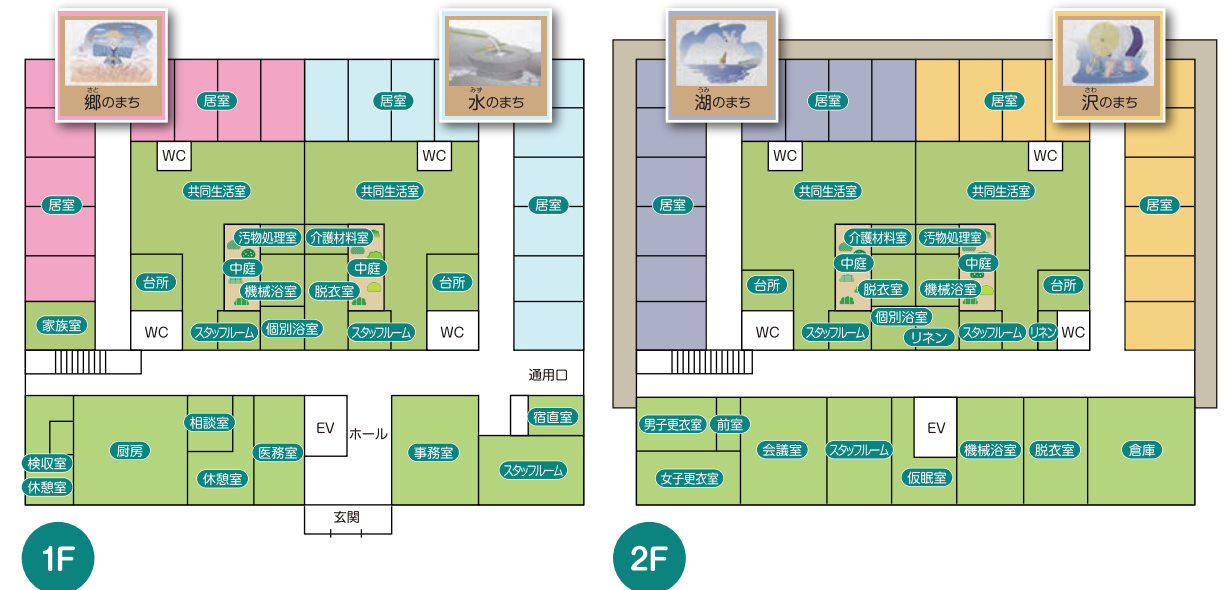 さと
郷のまち
みず
水のまち
居室
居室
WC
WC
共同生活室
共同生活室
居室
居室
汚物処理室
介護材料室
中庭
中庭
台所
機械浴室
脱衣室
台所
家族室
WC
スタッフルーム
個別浴室
スタッフルーム
WC
通用口
相談室
宿直室
EV
ホール
厨房
医務室
事務室
検収室
休憩室
スタッフルーム
休憩室
玄関
1F
うみ
湖のまち
さわ
沢のまち
居室
居室
WC
WC
共同生活室
共同生活室
居室
居室
介護材料室
汚物処理室
中庭
中庭
台所
脱衣室
機械浴室
台所
個別浴室
WC
スタッフルーム
リネン
スタッフルーム
リネン
WC
男子更衣室
前室
EV
会議室
スタッフルーム
機械浴室
脱衣室
倉庫
女子更衣室
仮眠室
2F